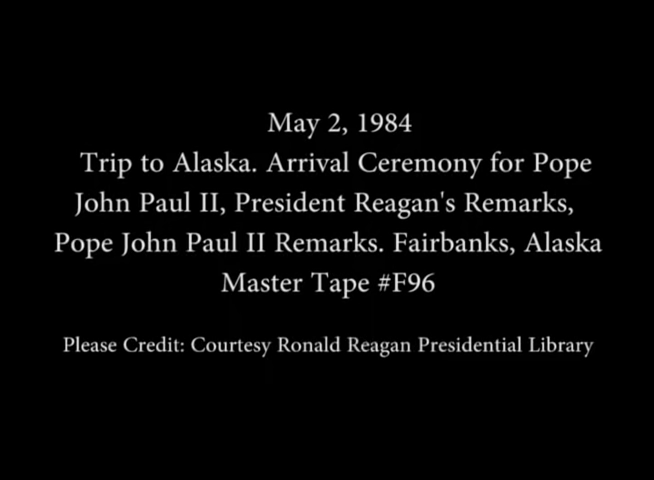 May 2, 1984
Trip to Alaska. Arrival Ceremony for Pope
John Paul II, President Reagan's Remarks,
Pope John Paul II Remarks. Fairbanks, Alaska
Master Tape #F96
Please Credit: Courtesy Ronald Reagan Presidential Library